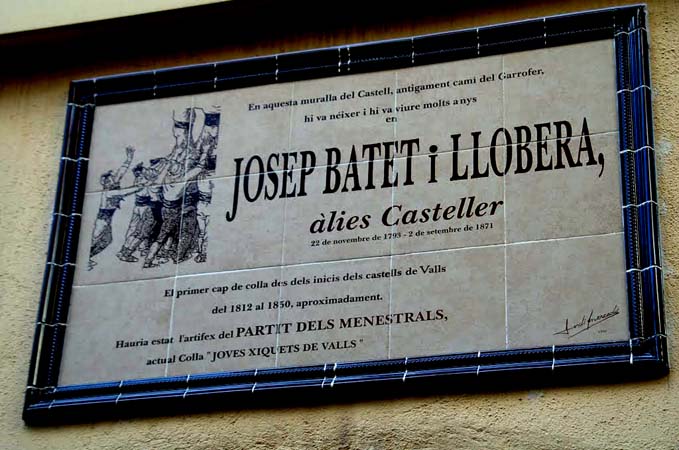 En aquesta muralla del Castell, antigament camí del Garrofer,
hi va néixer i hi va viure molts anys
en
JOSEP BATET i LLOBERA,
àlies Casteller
22 de novembre de 1793 - 2 de setembre de 1871
El primer cap de colla des dels inicis dels castells de Valls
del 1812 al 1850, aproximadament.
Hauria estat l'artífex del PARTIT DELS MENESTRALS,
actual Colla "JOVES XIQUETS DE VALLS"